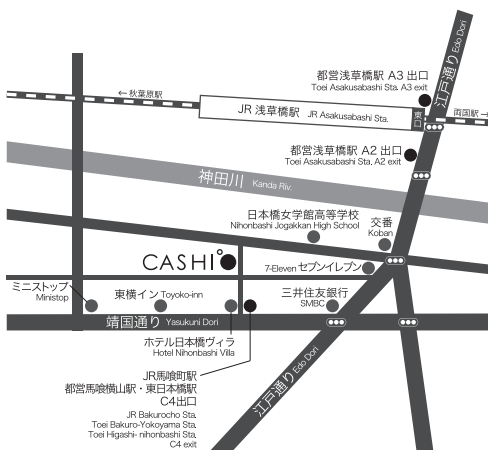 江戸通り Edo Dori
都営浅草橋駅 A3 出口
Toei Asakusabashi Sta. A3 exit
←秋葉原駅
JR 浅草橋駅 JR Asakusabashi Sta.
東口
両国駅→
都営浅草橋駅 A2 出口
Toei Asakusabashi Sta. A2 exit
神田川 Kanda Riv.
日本橋女学館高等学校
Nihonbashi Jogakkan High School
交番
Koban
CASHI°
7-Eleven セブンイレブン
ミニストップ
Ministop
東横イン Toyoko-inn
三井住友銀行
SMBC
靖国通り Yasukuni Dori
ホテル日本橋ヴィラ
Hotel Nihonbashi Villa
江戸通り Edo Dori
JR馬喰町駅
都営馬喰横山駅・東日本橋駅
C4出口
JR Bakurocho Sta.
Toei Bakuro-Yokoyama Sta.
Toei Higashi- nihonbashi Sta.
C4 exit